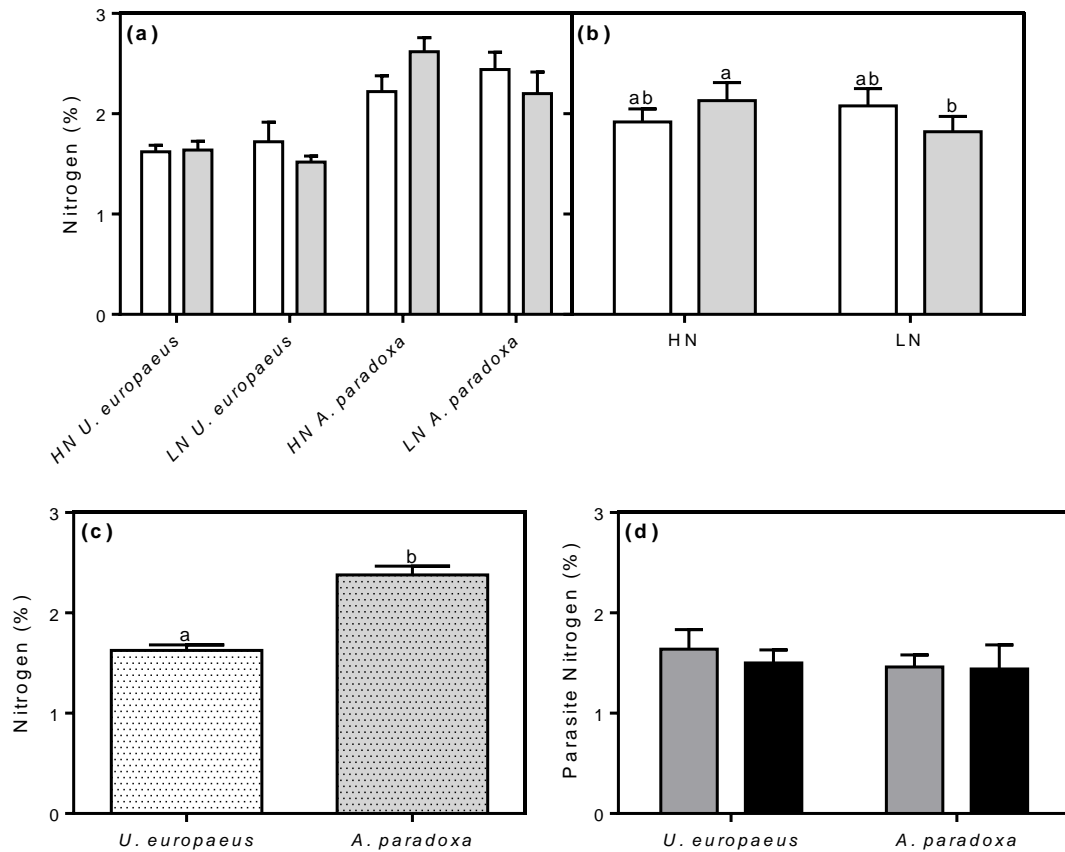 3
2
1
0
Nitrogen (%)
(a)
HN U. europaeus
LN U. europaeus
HN A. paradoxa
LN A. paradoxa
(b)
ab
a
ab
b
HN
LN
3
2
1
0
Nitrogen (%)
(c)
a
b
U. europaeus
A. paradoxa
3
2
1
0
Parasite Nitrogen (%)
(d)
U. europaeus
A. paradoxa